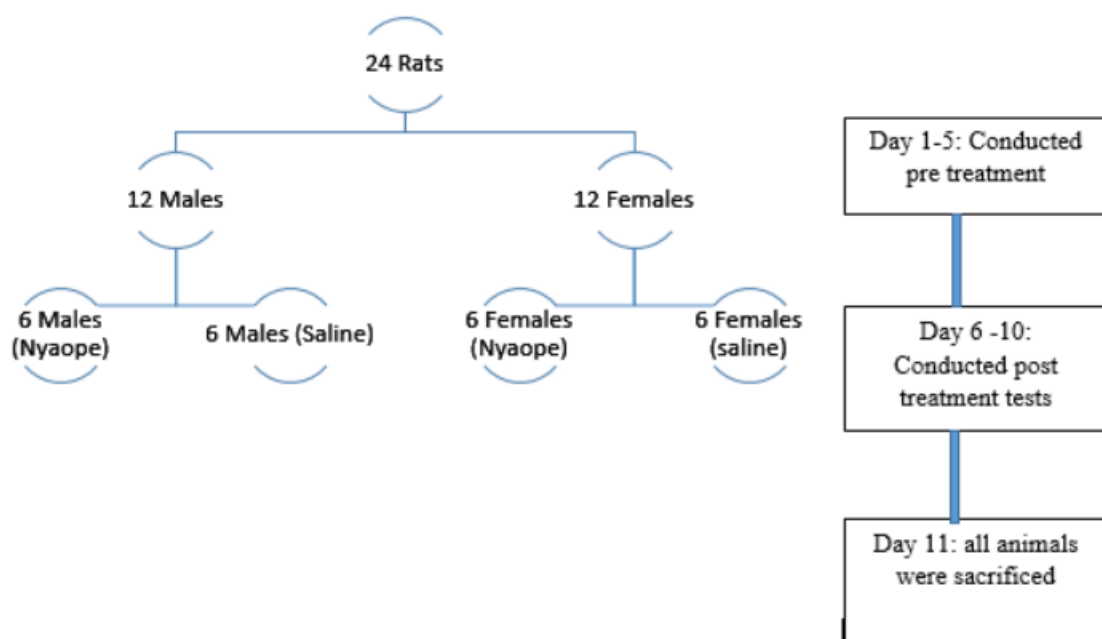 24 Rats
12 Males
12 Females
6 Males
(Nyaope)
6 Males (Saline)
6 Females
(Nyaope)
6 Females
(saline)
Day 1-5: Conducted
pre treatment
Day 6 -10:
Conducted post
treatment tests
Day 11: all animals
were sacrificed